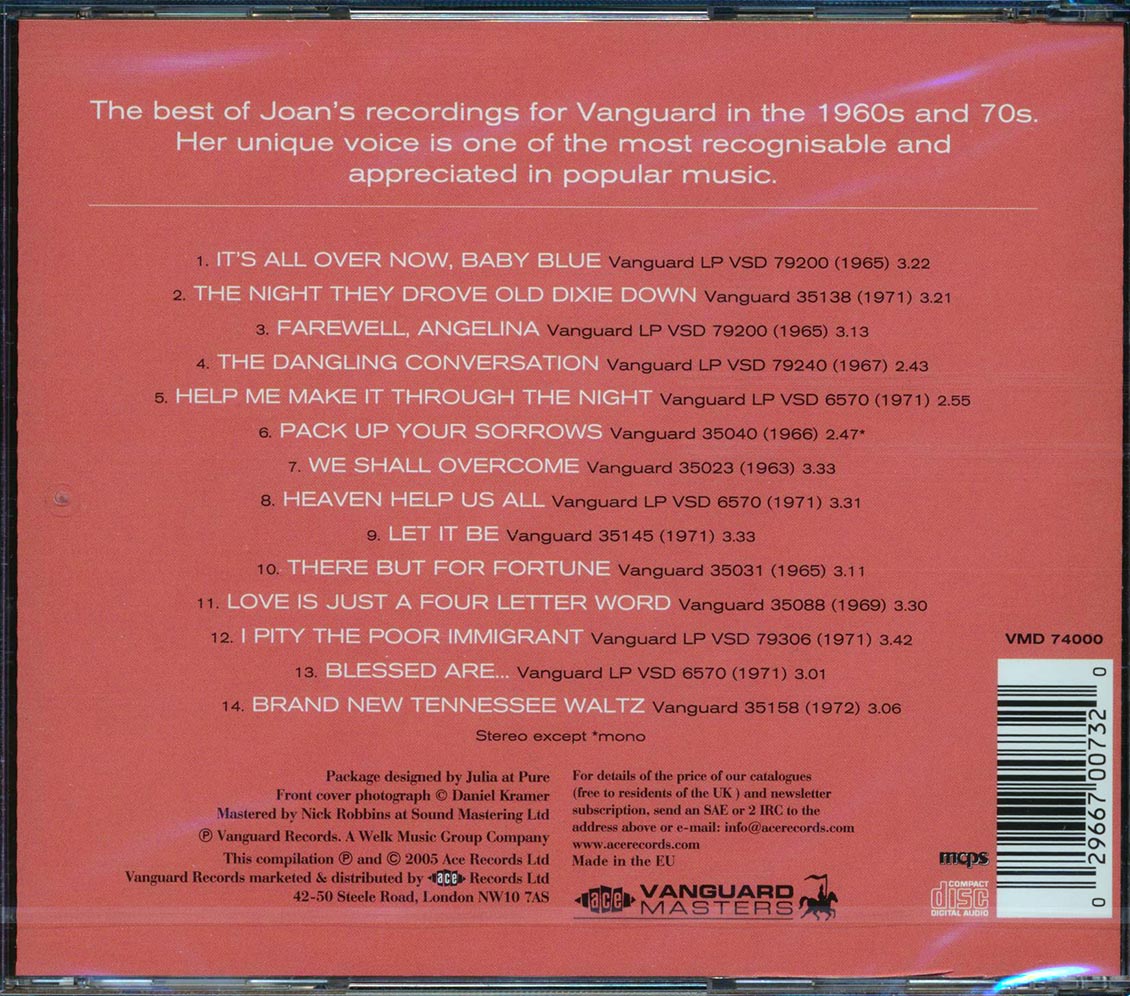 The best of Joan's recordings for Vanguard in the 1960s and 70s.
Her unique voice is one of the most recognisable and
appreciated in popular music.
1. IT'S ALL OVER NOW, BABY BLUE Vanguard LP VSD 79200 (1965) 3.22
2. THE NIGHT THEY DROVE OLD DIXIE DOWN Vanguard 35138 (1971) 3.21
3. FAREWELL, ANGELINA Vanguard LP VSD 79200 (1965) 3.13
4. THE DANGLING CONVERSATION Vanguard LP VSD 79240 (1967) 2.43
5. HELP ME MAKE IT THROUGH THE NIGHT Vanguard LP VSD 6570 (1971) 2.55
6. PACK UP YOUR SORROWS Vanguard 35040 (1966) 2.47*
7. WE SHALL OVERCOME Vanguard 35023 (1963) 3.33
8. HEAVEN HELP US ALL Vanguard LP VSD 6570 (1971) 3.31
9. LET IT BE Vanguard 35145 (1971) 3.33
10. THERE BUT FOR FORTUNE Vanguard 35031 (1965) 3.11
11. LOVE IS JUST A FOUR LETTER WORD Vanguard 35088 (1969) 3.30
12. I PITY THE POOR IMMIGRANT Vanguard LP VSD 79306 (1971) 3.42
13. BLESSED ARE... Vanguard LP VSD 6570 (1971) 3.01
14. BRAND NEW TENNESSEE WALTZ Vanguard 35158 (1972) 3.06
Stereo except *mono
Package designed by Julia at Pure
Front cover photograph © Daniel Kramer
Mastered by Nick Robbins at Sound Mastering Ltd
℗ Vanguard Records. A Welk Music Group Company
This compilation ℗ and © 2005 Ace Records Ltd
Vanguard Records marketed & distributed by ace Records Ltd
42-50 Steele Road, London NW10 7AS
For details of the price of our catalogues
(free to residents of the UK ) and newsletter
subscription, send an SAE or 2 IRC to the
address above or e-mail: info@acerecords.com
www.acerecords.com
Made in the EU
ace VANGUARD
MASTERS
VMD 74000
0 29667 00732 0
mcps
COMPACT
disc
DIGITAL AUDIO